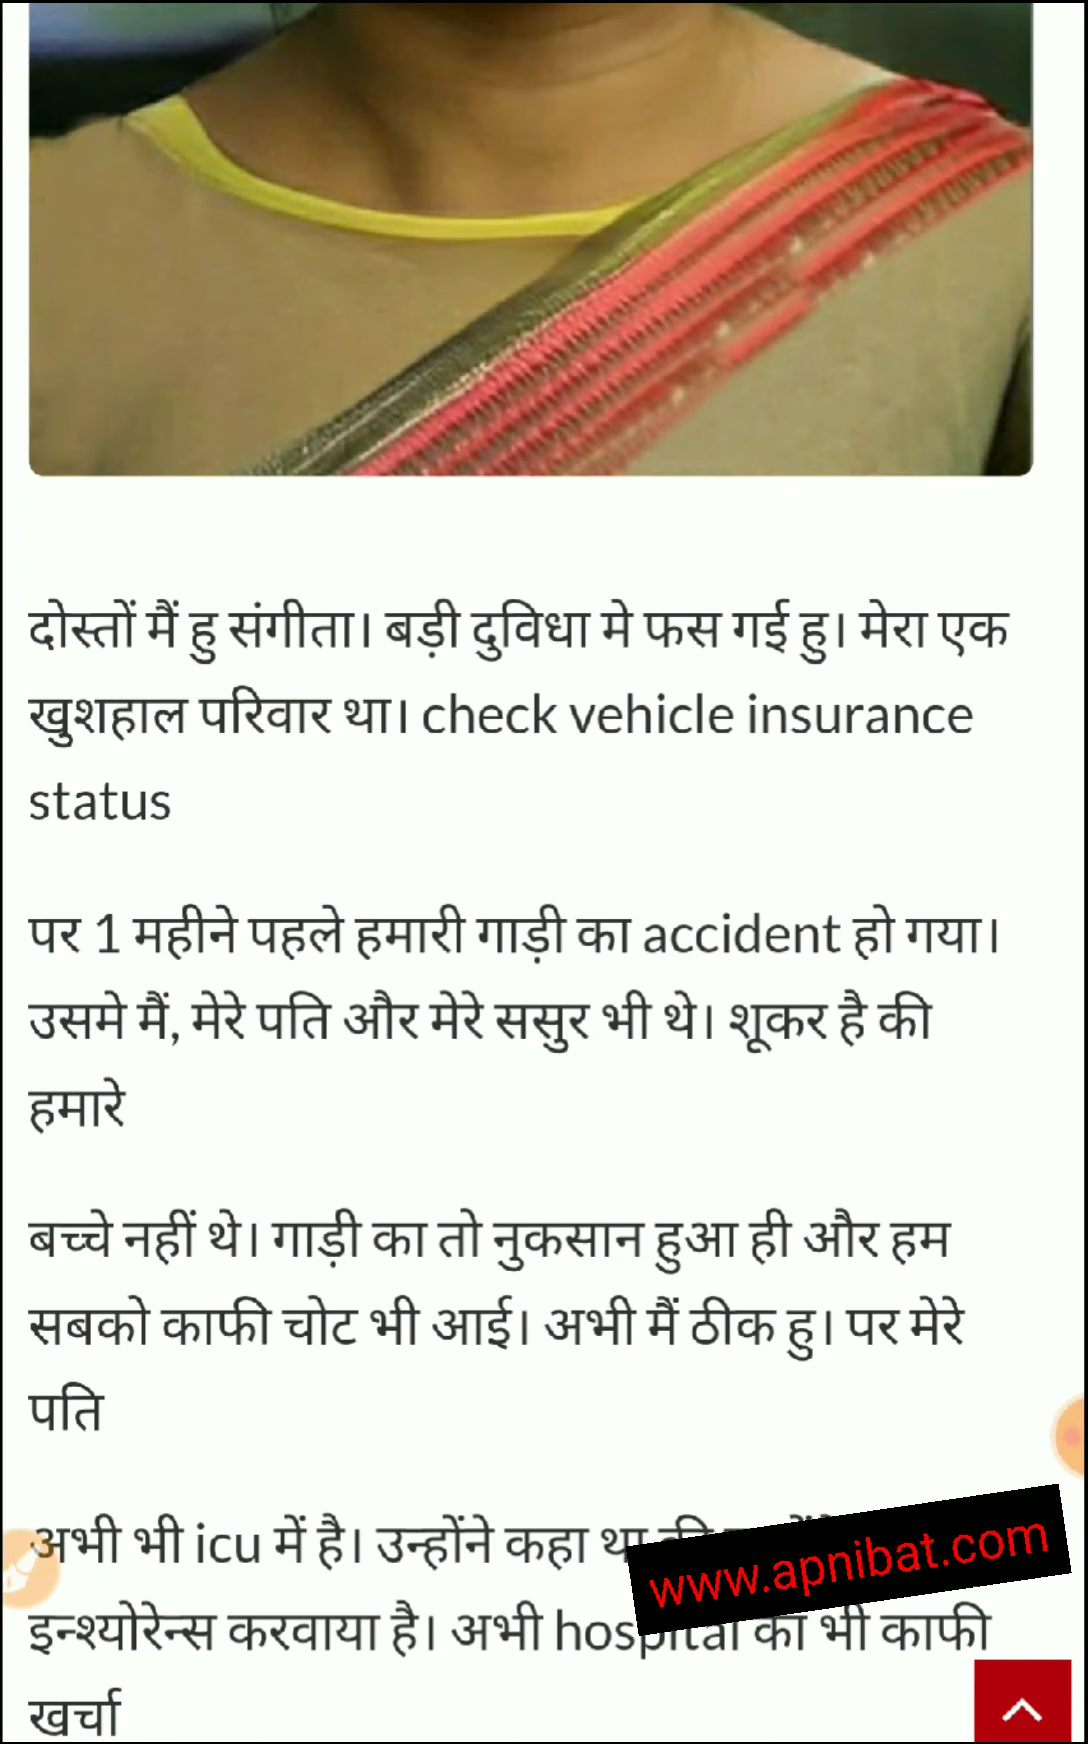 दोस्तों मैं हु संगीता। बड़ी दुविधा मे फस गई हु। मेरा एक
खुशहाल परिवार था। check vehicle insurance
status
पर 1 महीने पहले हमारी गाड़ी का accident हो गया।
उसमे मैं, मेरे पति और मेरे ससुर भी थे। शूकर है की
हमारे
बच्चे नहीं थे। गाड़ी का तो नुकसान हुआ ही और हम
सबको काफी चोट भी आई। अभी मैं ठीक हु। पर मेरे
पति
अभी भी icu में है। उन्होंने कहा
www.apnibat.com
इन्श्योरेन्स करवाया है। अभी hospital का भी काफी
खर्चा